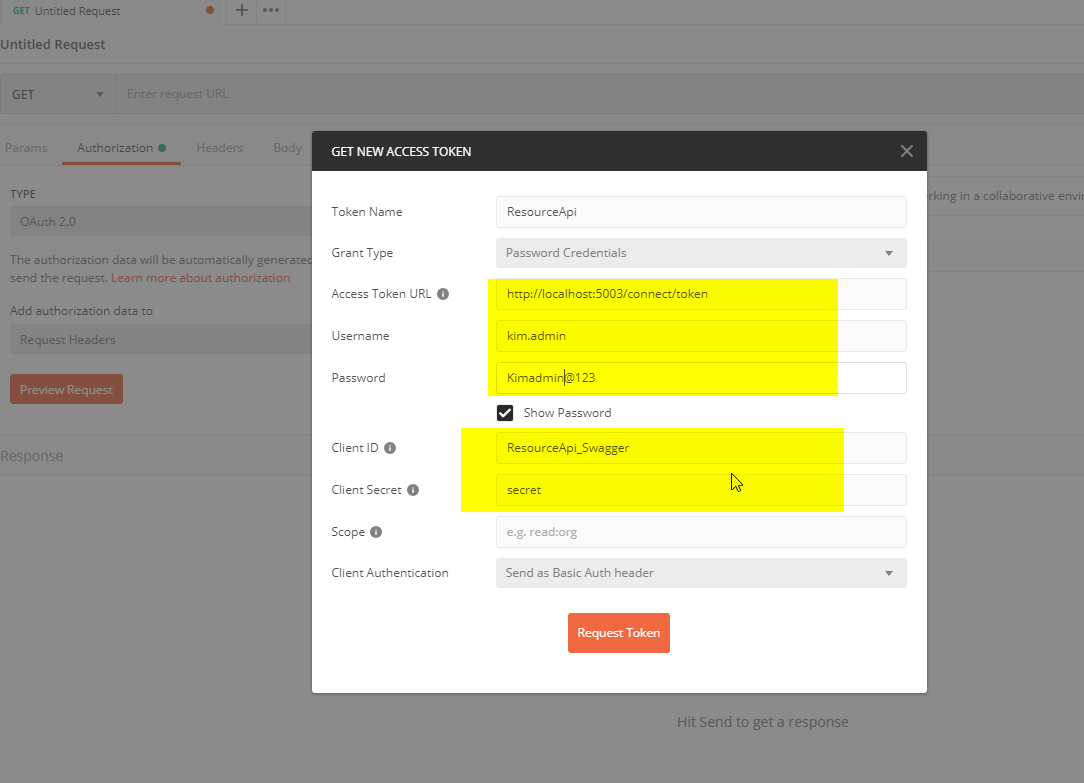 GET Untitled Request
Untitled Request
GET Enter request URL
Params Authorization Headers Body
GET NEW ACCESS TOKEN
TYPE
OAuth 2.0
The authorization data will be automatically generated
send the request. Learn more about authorization
Add authorization data to
Request Headers
Preview Request
Response
rking in a collaborative envir
Token Name ResourceApi
Grant Type Password Credentials
Access Token URL http://localhost:5003/connect/token
Username kim.admin
Password Kimadmin@123
Show Password
Client ID ResourceApi_Swagger
Client Secret secret
Scope e.g. read:org
Client Authentication Send as Basic Auth header
Request Token
Hit Send to get a response